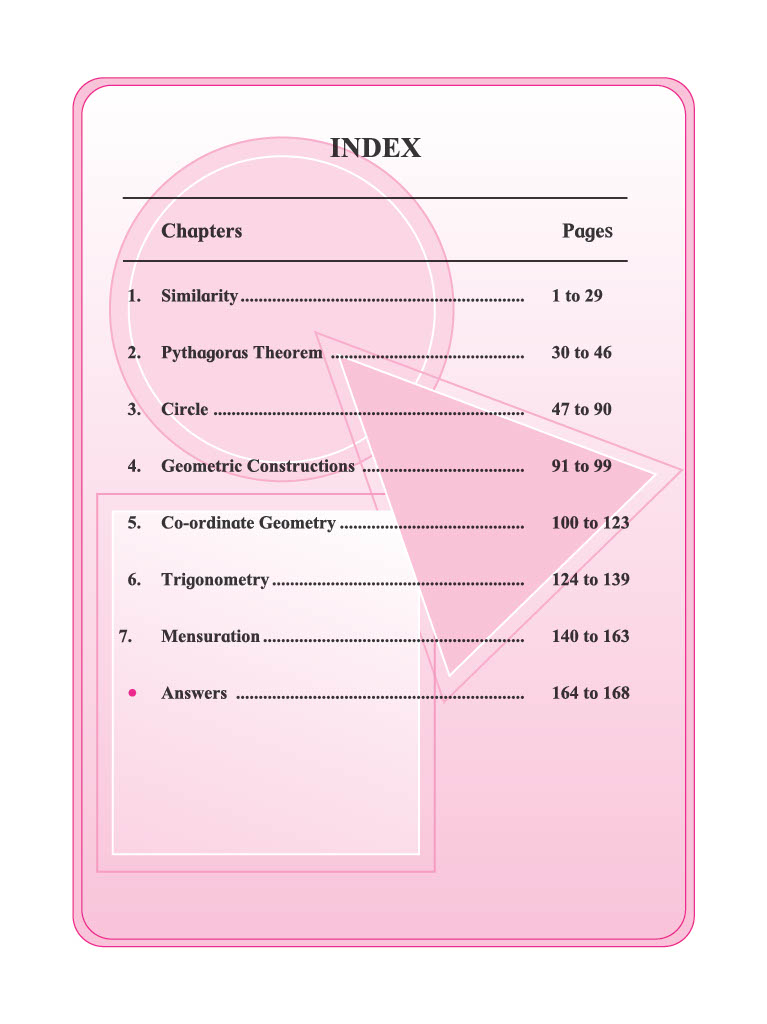 INDEX
Chapters Pages
1. Similarity............................................................... 1 to 29
2. Pythagoras Theorem ........................................... 30 to 46
3. Circle ..................................................................... 47 to 90
4. Geometric Constructions .................................... 91 to 99
5. Co-ordinate Geometry ......................................... 100 to 123
6. Trigonometry ........................................................ 124 to 139
7. Mensuration .......................................................... 140 to 163
• Answers ................................................................ 164 to 168